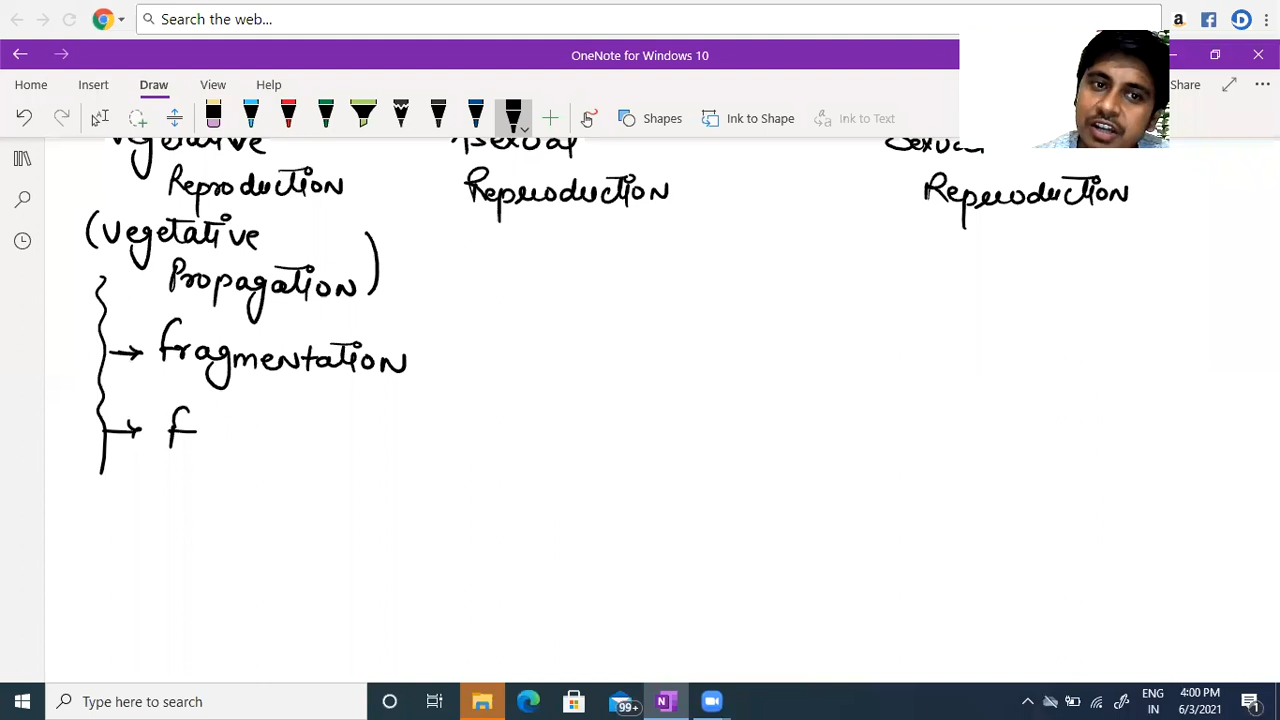 Search the web...
OneNote for Windows 10
Home Insert Draw View Help Share
Shapes Ink to Shape Ink to Text
Reproduction Reproduction Reproduction
(Vegetative
Propagation)
→ fragmentation
→ f
Type here to search
99+
ENG
IN
4:00 PM
6/3/2021
1